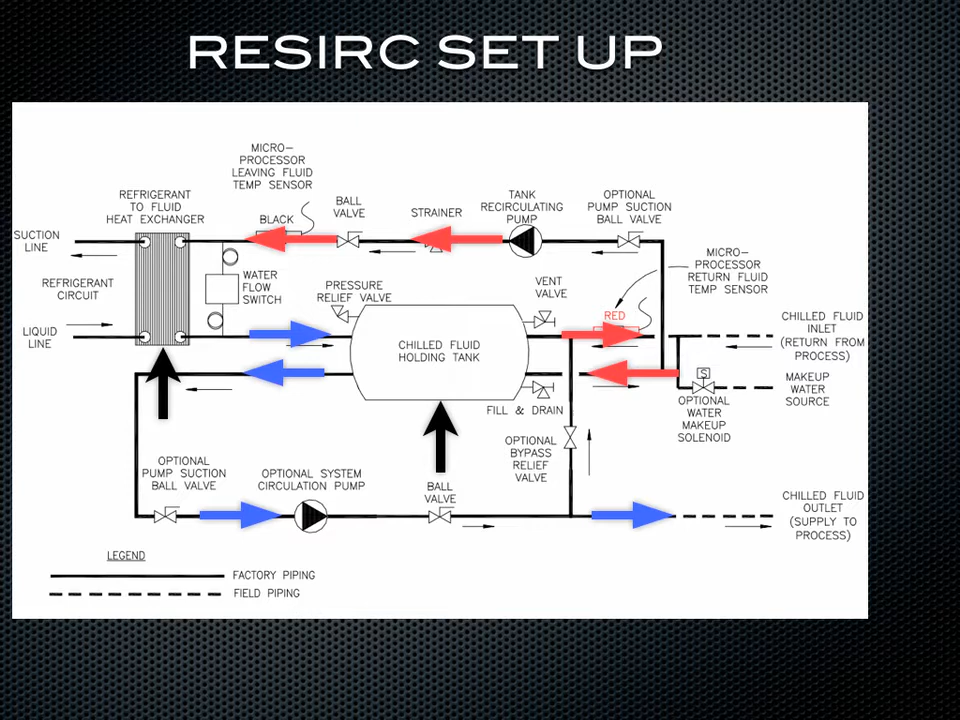 RESIRC SET UP
MICRO-
PROCESSOR
LEAVING FLUID
TEMP SENSOR
REFRIGERANT
TO FLUID
HEAT EXCHANGER
BLACK
BALL
VALVE
STRAINER
TANK
RECIRCULATING
PUMP
OPTIONAL
PUMP SUCTION
BALL VALVE
SUCTION
LINE
MICRO-
PROCESSOR
RETURN FLUID
TEMP SENSOR
REFRIGERANT
CIRCUIT
WATER
FLOW
SWITCH
PRESSURE
RELIEF VALVE
VENT
VALVE
RED
LIQUID
LINE
CHILLED FLUID
HOLDING TANK
CHILLED FLUID
INLET
(RETURN FROM
PROCESS)
S
MAKEUP
WATER
SOURCE
FILL & DRAIN
OPTIONAL
WATER
MAKEUP
SOLENOID
OPTIONAL
BYPASS
RELIEF
VALVE
OPTIONAL
PUMP SUCTION
BALL VALVE
OPTIONAL SYSTEM
CIRCULATION PUMP
BALL
VALVE
CHILLED FLUID
OUTLET
(SUPPLY TO
PROCESS)
LEGEND
FACTORY PIPING
FIELD PIPING